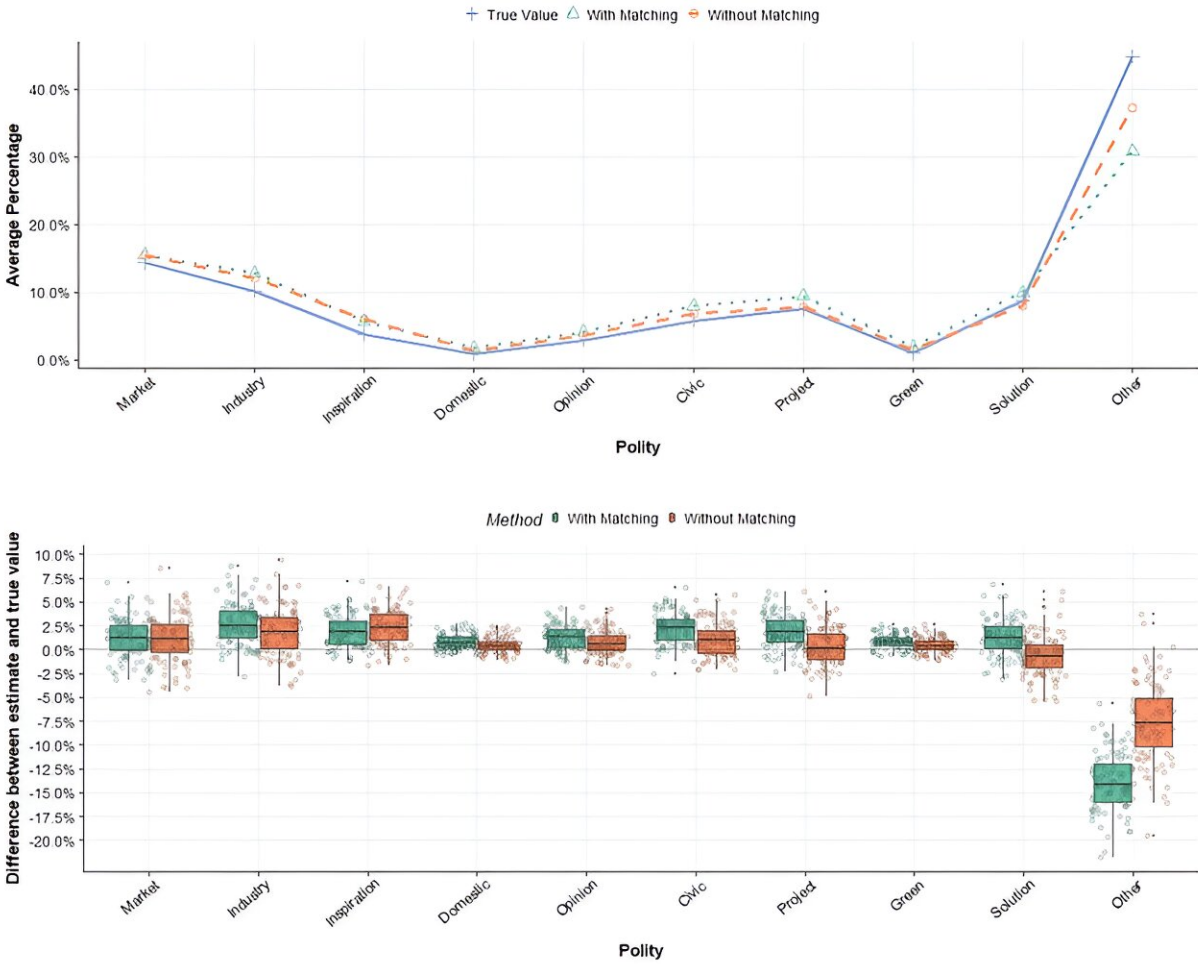 True Value With Matching Without Matching
Average Percentage
40.0%
30.0%
20.0%
10.0%
0.0%
Market Industry Inspiration Domestic Opinion Civic Project Green Solution Other
Polity
Method With Matching Without Matching
Difference between estimate and true value
10.0%
7.5%
5.0%
2.5%
0.0%
-2.5%
-5.0%
-7.5%
-10.0%
-12.5%
-15.0%
-17.5%
-20.0%
Market Industry Inspiration Domestic Opinion Civic Project Green Solution Other
Polity